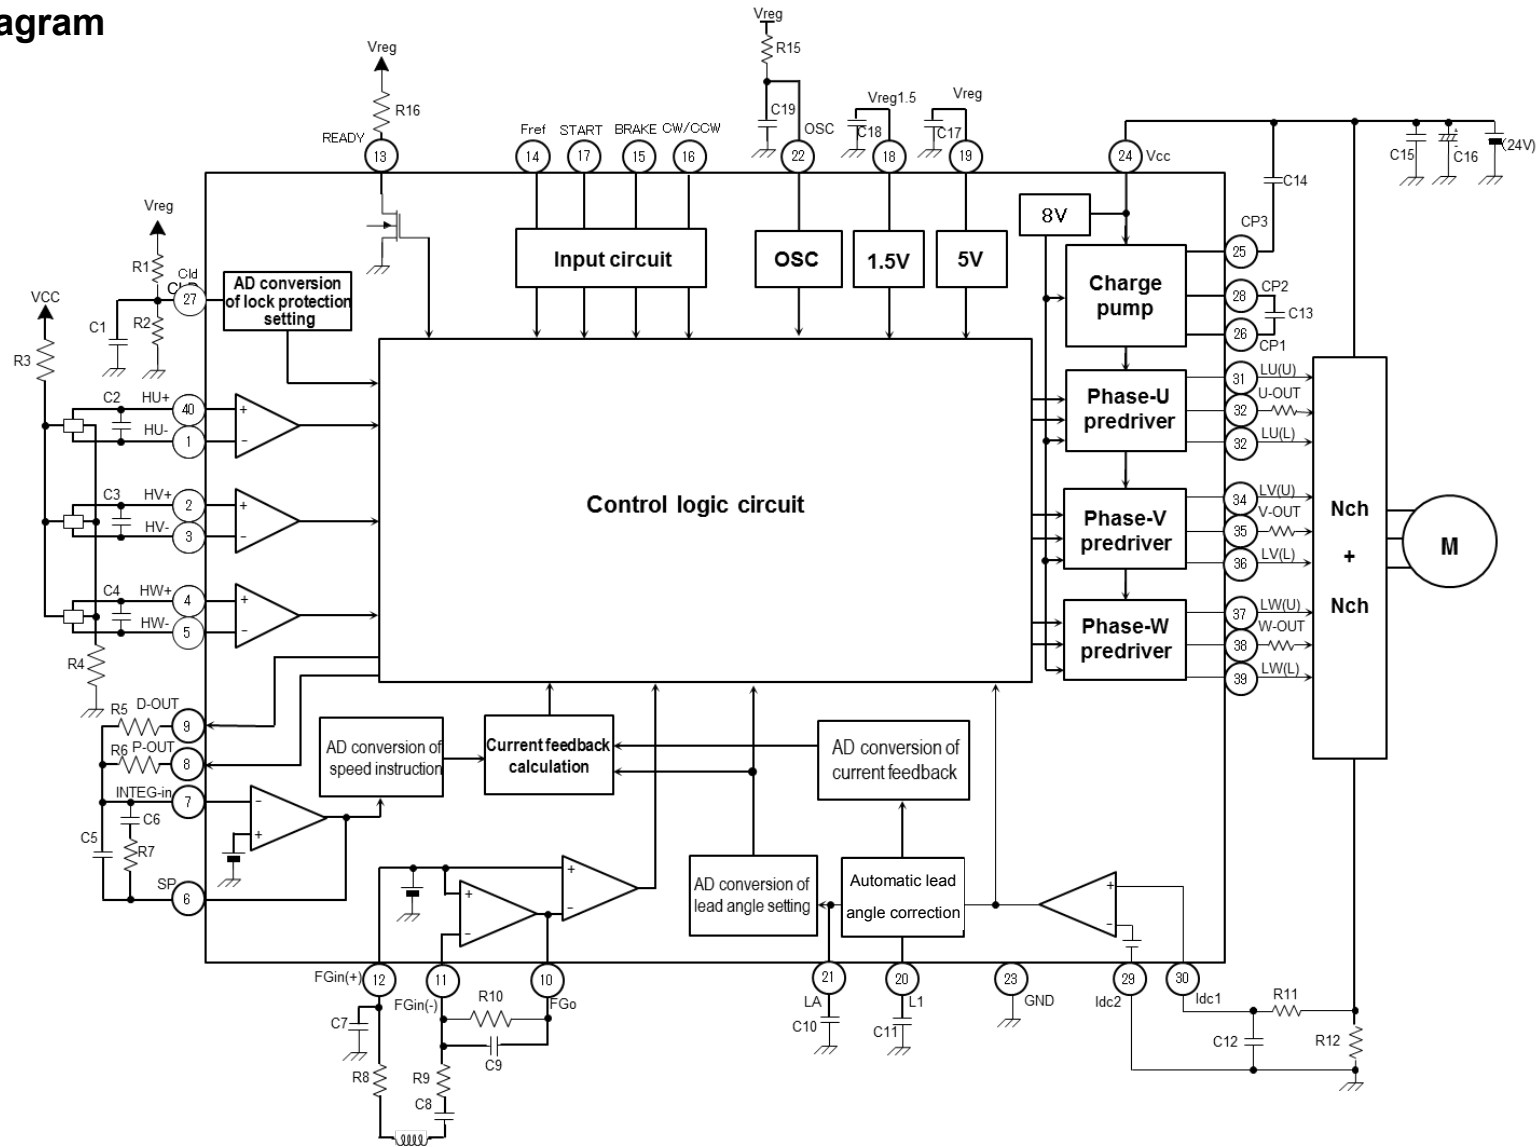 agram
Vreg
R15
C19
OSC
22
Vreg
R16
READY
13
Fref
START
BRAKE
CW/CCW
14
17
15
16
Vreg1.5
C18
18
Vreg
C17
19
24
Vcc
C14
C15
C16
(24V)
8V
CP3
25
Input circuit
OSC
1.5V
5V
Charge
pump
CP2
28
C13
26
CP1
Vreg
R1
Cld
27
AD conversion
of lock protection
setting
VCC
C1
R2
R3
C2
HU+
40
HU-
1
+
-
C3
HV+
2
HV-
3
+
-
C4
HW+
4
HW-
5
+
-
R4
Control logic circuit
Phase-U
predriver
31
LU(U)
U-OUT
32
32
LU(L)
Phase-V
predriver
34
LV(U)
V-OUT
35
36
LV(L)
Phase-W
predriver
37
LW(U)
W-OUT
38
39
LW(L)
Nch
+
Nch
M
R5
D-OUT
9
R6
P-OUT
8
INTEG-in
7
C5
C6
R7
SP
6
-
+
AD conversion of
speed instruction
Current feedback
calculation
AD conversion of
current feedback
AD conversion of
lead angle setting
Automatic lead
angle correction
+
-
+
-
+
-
FGin(+)
12
11
FGin(-)
10
FGo
R10
C9
C7
R8
R9
C8
21
LA
C10
20
L1
C11
23
GND
29
Idc2
30
Idc1
R11
C12
R12